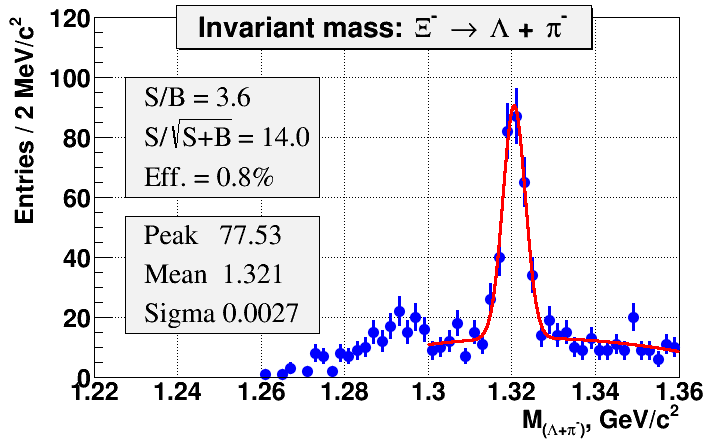 Invariant mass: Ξ⁻ → Λ + π⁻
Entries / 2 MeV/c²
120
100
80
60
40
20
0
S/B = 3.6
S/√S+B = 14.0
Eff. = 0.8%
Peak 77.53
Mean 1.321
Sigma 0.0027
1.22 1.24 1.26 1.28 1.3 1.32 1.34 1.36
M(Λ+π⁻), GeV/c²